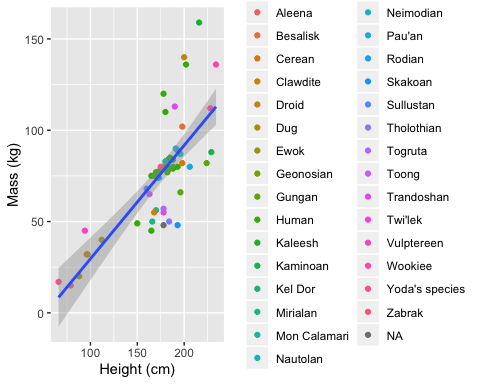 150
100
50
0
Mass (kg)
100
150
200
Height (cm)
Aleena
Besalisk
Cerean
Clawdite
Droid
Dug
Ewok
Geonosian
Gungan
Human
Kaleesh
Kaminoan
Kel Dor
Mirialan
Mon Calamari
Nautolan
Neimodian
Pau'an
Rodian
Skakoan
Sullustan
Tholothian
Togruta
Toong
Trandoshan
Twi'lek
Vulptereen
Wookiee
Yoda's species
Zabrak
NA